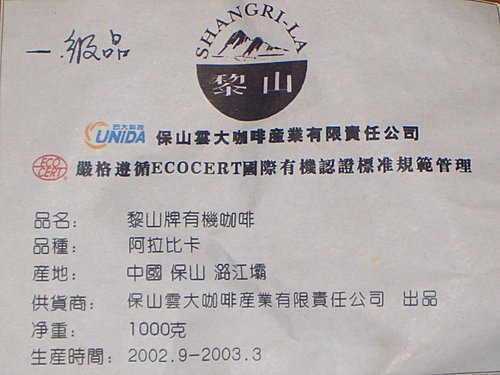 一.級品
SHANGRI-LA
黎山
云大科技
UNIDA 保山雲大咖啡產業有限責任公司
ECO CERT 嚴格遵循ECOCERT國際有機認證標准規範管理
品名： 黎山牌有機咖啡
品種： 阿拉比卡
産地： 中國 保山 潞江壩
供貨商： 保山雲大咖啡産業有限責任公司 出品
净重： 1000克
生産時間： 2002.9-2003.3